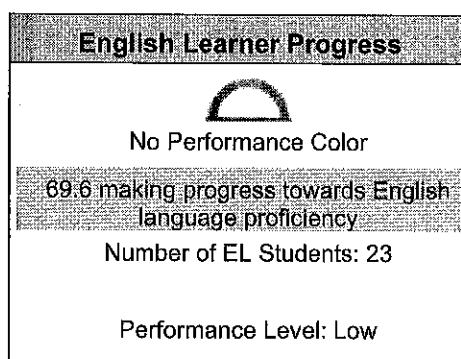 English Learner Progress
No Performance Color
69.6 making progress towards English
language proficiency
Number of EL Students: 23
Performance Level: Low